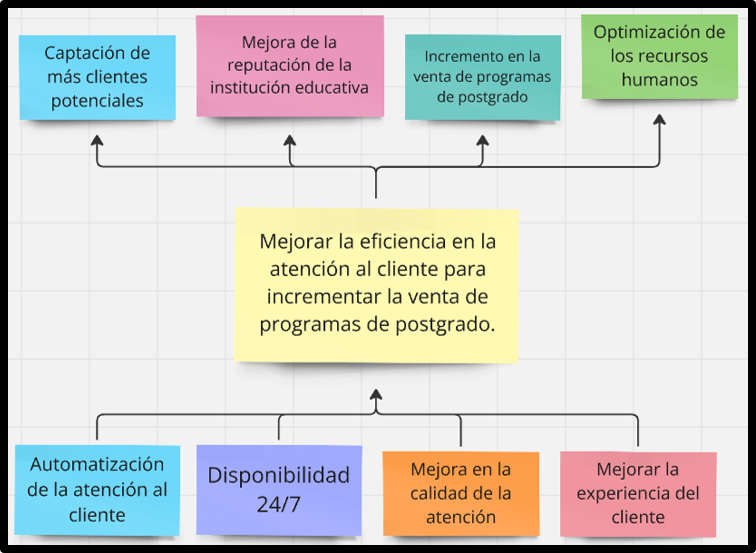 Captación de
más clientes
potenciales
Mejora de la
reputación de la
institución educativa
Incremento en la
venta de programas
de postgrado
Optimización de
los recursos
humanos
Mejorar la eficiencia en la
atención al cliente para
incrementar la venta de
programas de postgrado.
Automatización
de la atención al
cliente
Disponibilidad
24/7
Mejora en la
calidad de la
atención
Mejorar la
experiencia del
cliente